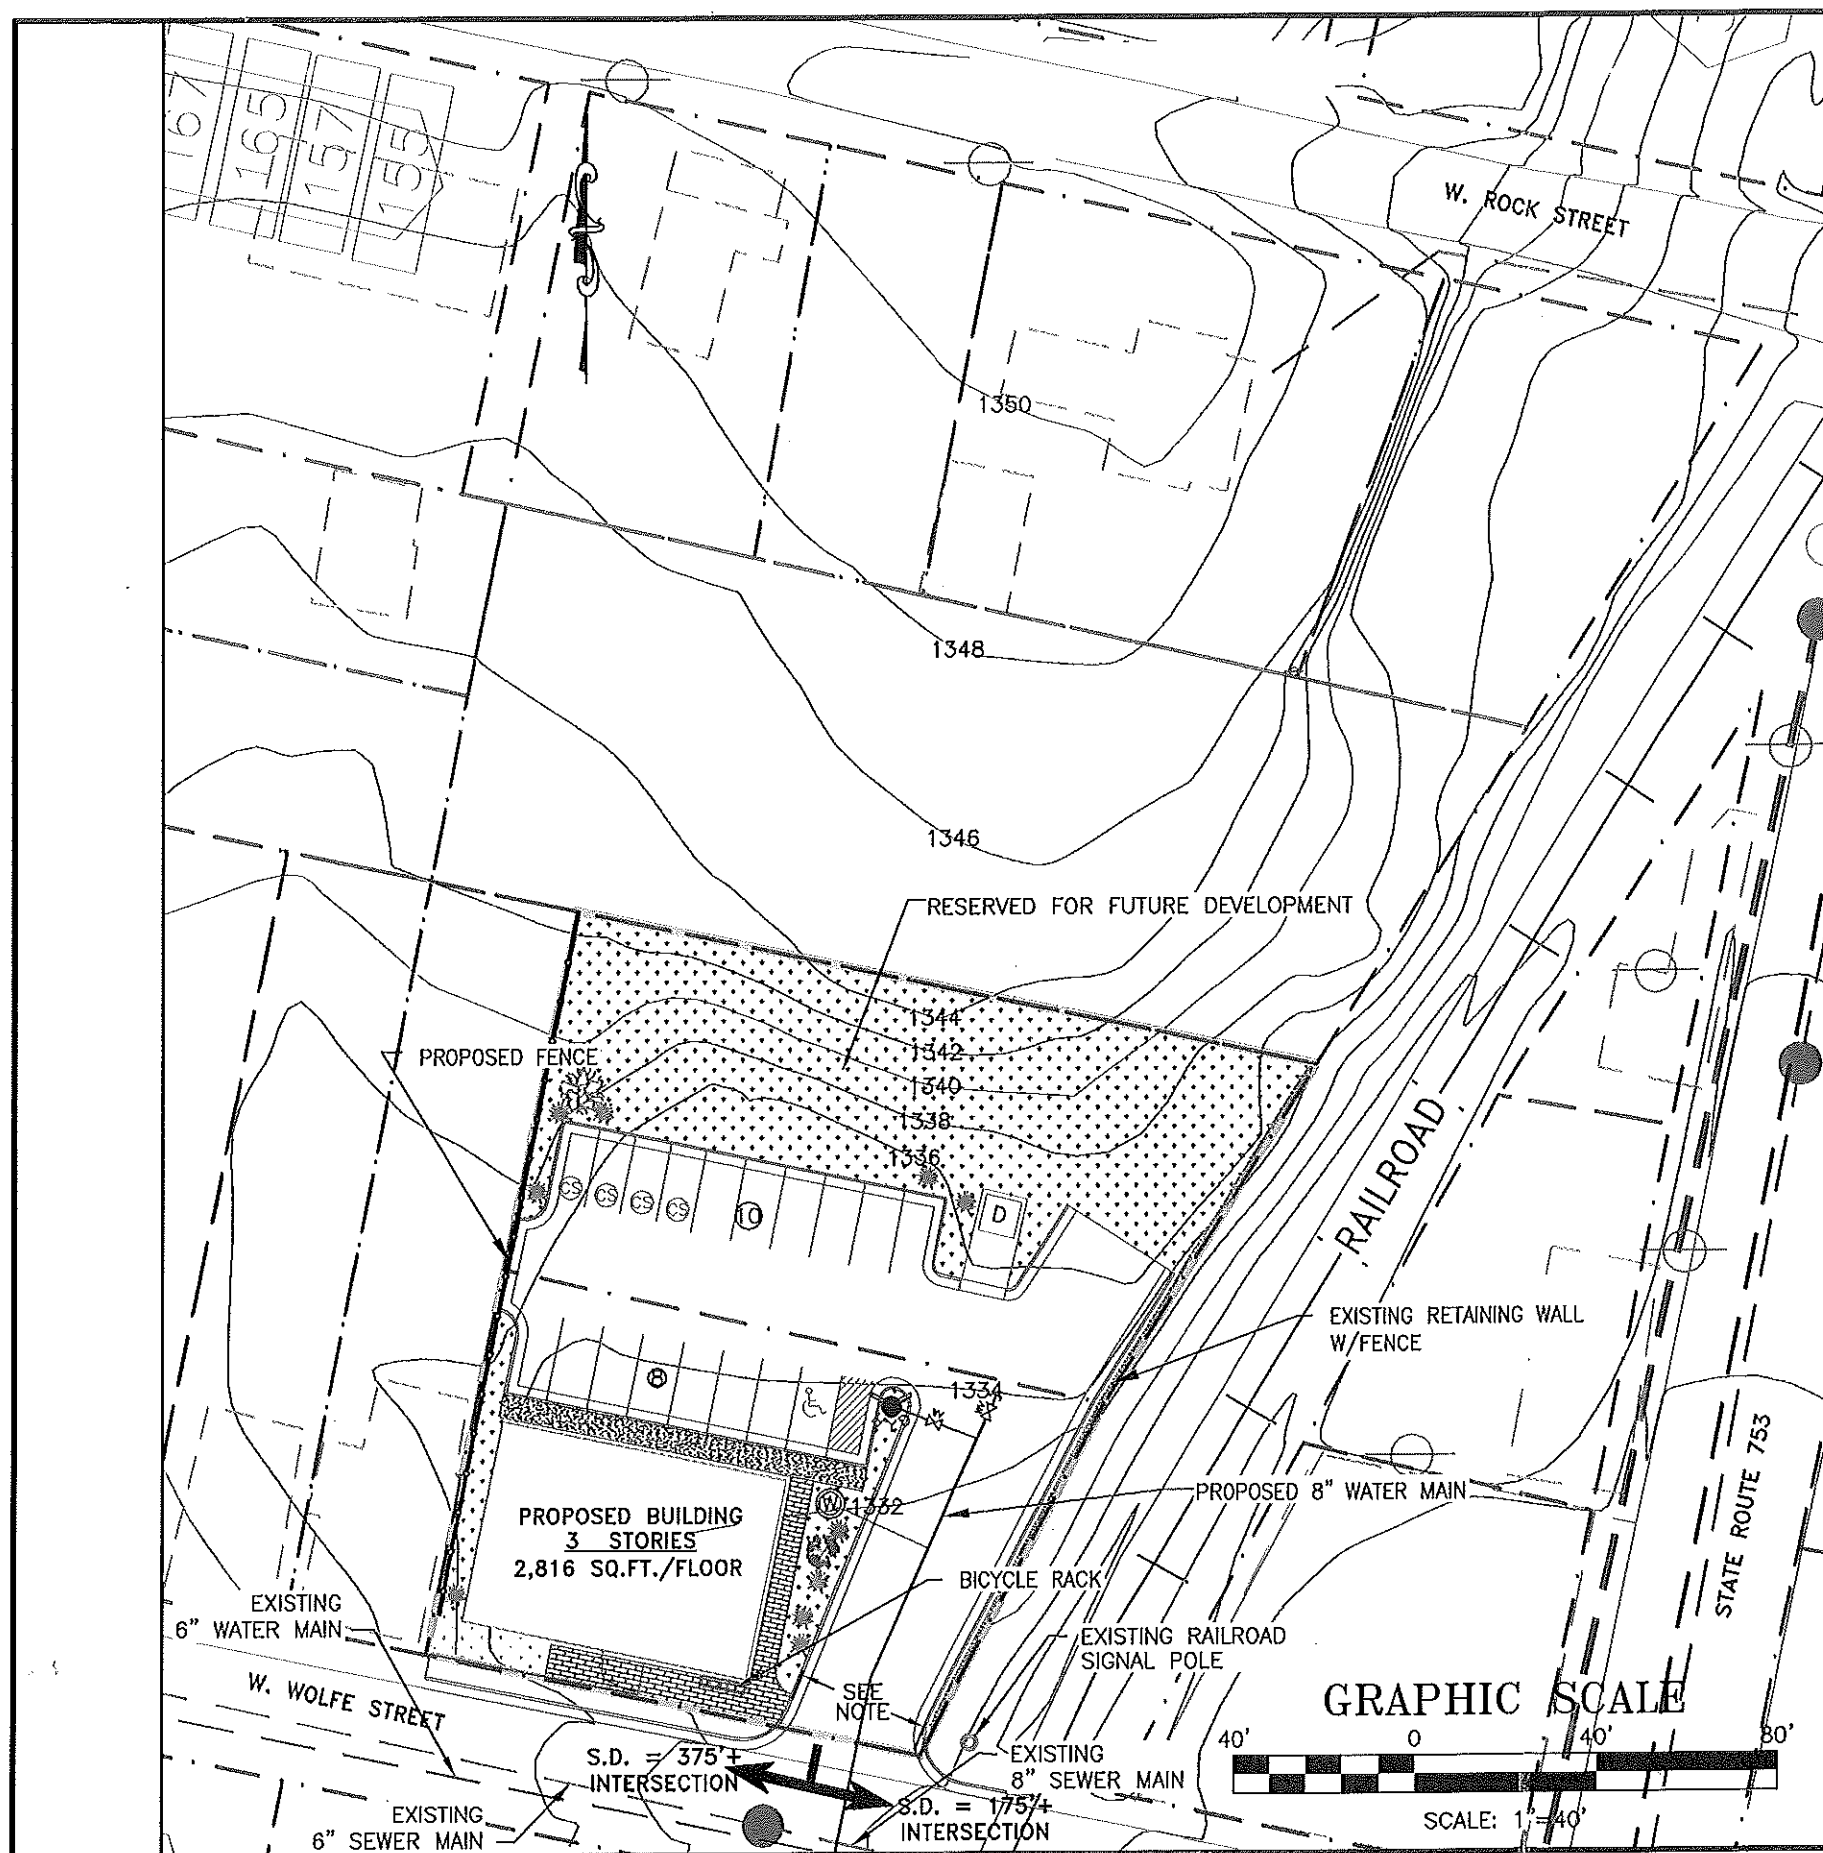 167
165
157
155
W. ROCK STREET
1350
1348
1346
RESERVED FOR FUTURE DEVELOPMENT
1344
1342
1340
1338
1336
PROPOSED FENCE
CS CS CS CS 10
D
RAILROAD
EXISTING RETAINING WALL
W/FENCE
8
1334
PROPOSED 8" WATER MAIN
W 1332
PROPOSED BUILDING
3 STORIES
2,816 SQ.FT./FLOOR
BICYCLE RACK
STATE ROUTE 753
EXISTING
6" WATER MAIN
EXISTING RAILROAD
SIGNAL POLE
W. WOLFE STREET
SEE
NOTE
GRAPHIC SCALE
40' 0 40' 80'
SCALE: 1"=40'
S.D. = 375'+
INTERSECTION
EXISTING
8" SEWER MAIN
S.D. = 175'+
INTERSECTION
EXISTING
6" SEWER MAIN